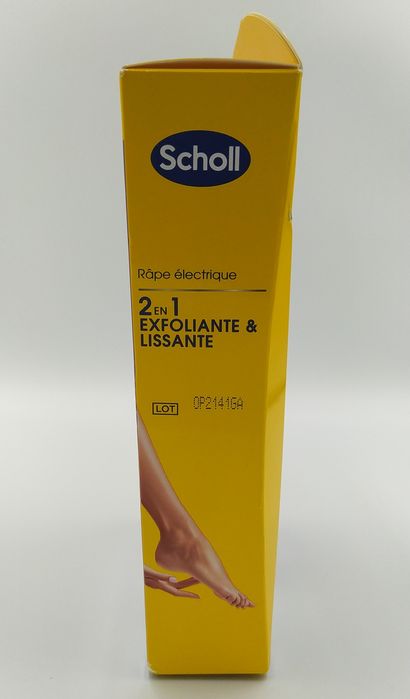 Scholl
Râpe électrique
2 EN 1
EXFOLIANTE &
LISSANTE
LOT OP2141GA